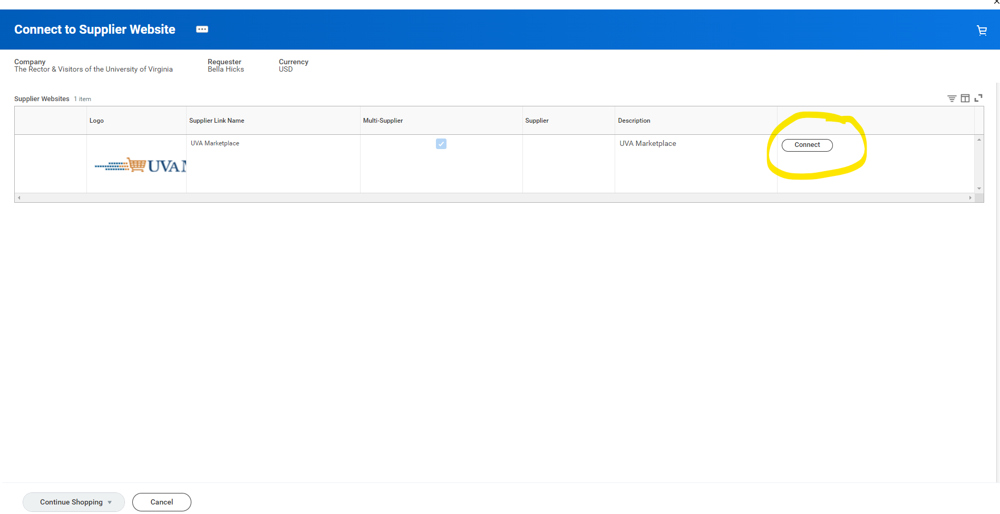 Connect to Supplier Website
Company
The Rector & Visitors of the University of Virginia
Requester
Bella Hicks
Currency
USD
Supplier Websites 1 item
Logo Supplier Link Name Multi-Supplier Supplier Description
UVA Marketplace UVA Marketplace Connect
UVA
Continue Shopping Cancel